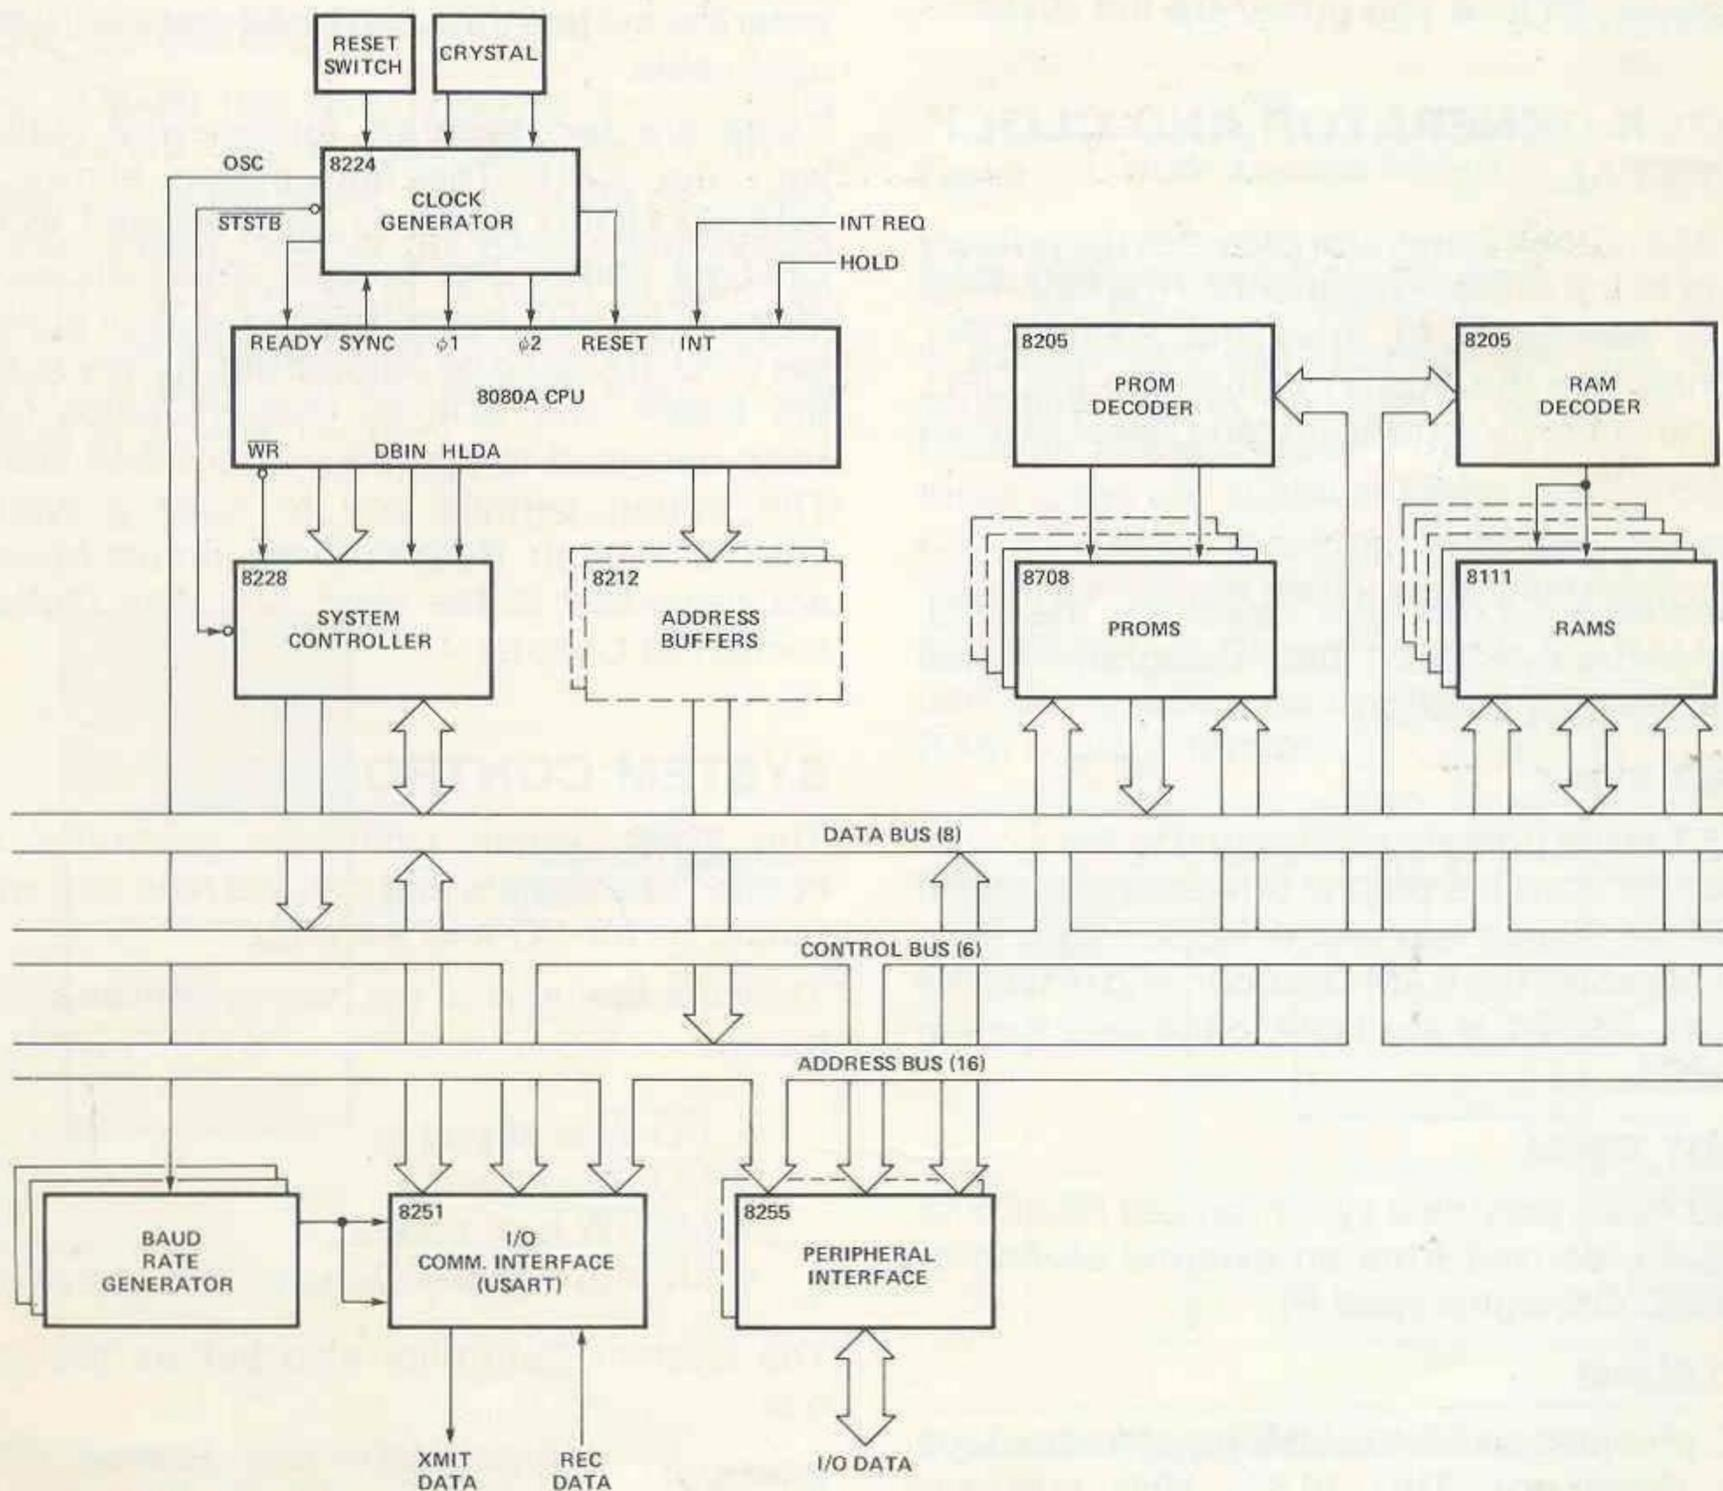 RESET
SWITCH
CRYSTAL
OSC
8224
CLOCK
GENERATOR
STSTB
INT REQ
HOLD
READY SYNC φ1 φ2 RESET INT
8080A CPU
WR DBIN HLDA
8205
PROM
DECODER
8205
RAM
DECODER
8228
SYSTEM
CONTROLLER
8212
ADDRESS
BUFFERS
8708
PROMS
8111
RAMS
DATA BUS (8)
CONTROL BUS (6)
ADDRESS BUS (16)
BAUD
RATE
GENERATOR
8251
I/O
COMM. INTERFACE
(USART)
8255
PERIPHERAL
INTERFACE
XMIT
DATA
REC
DATA
I/O DATA